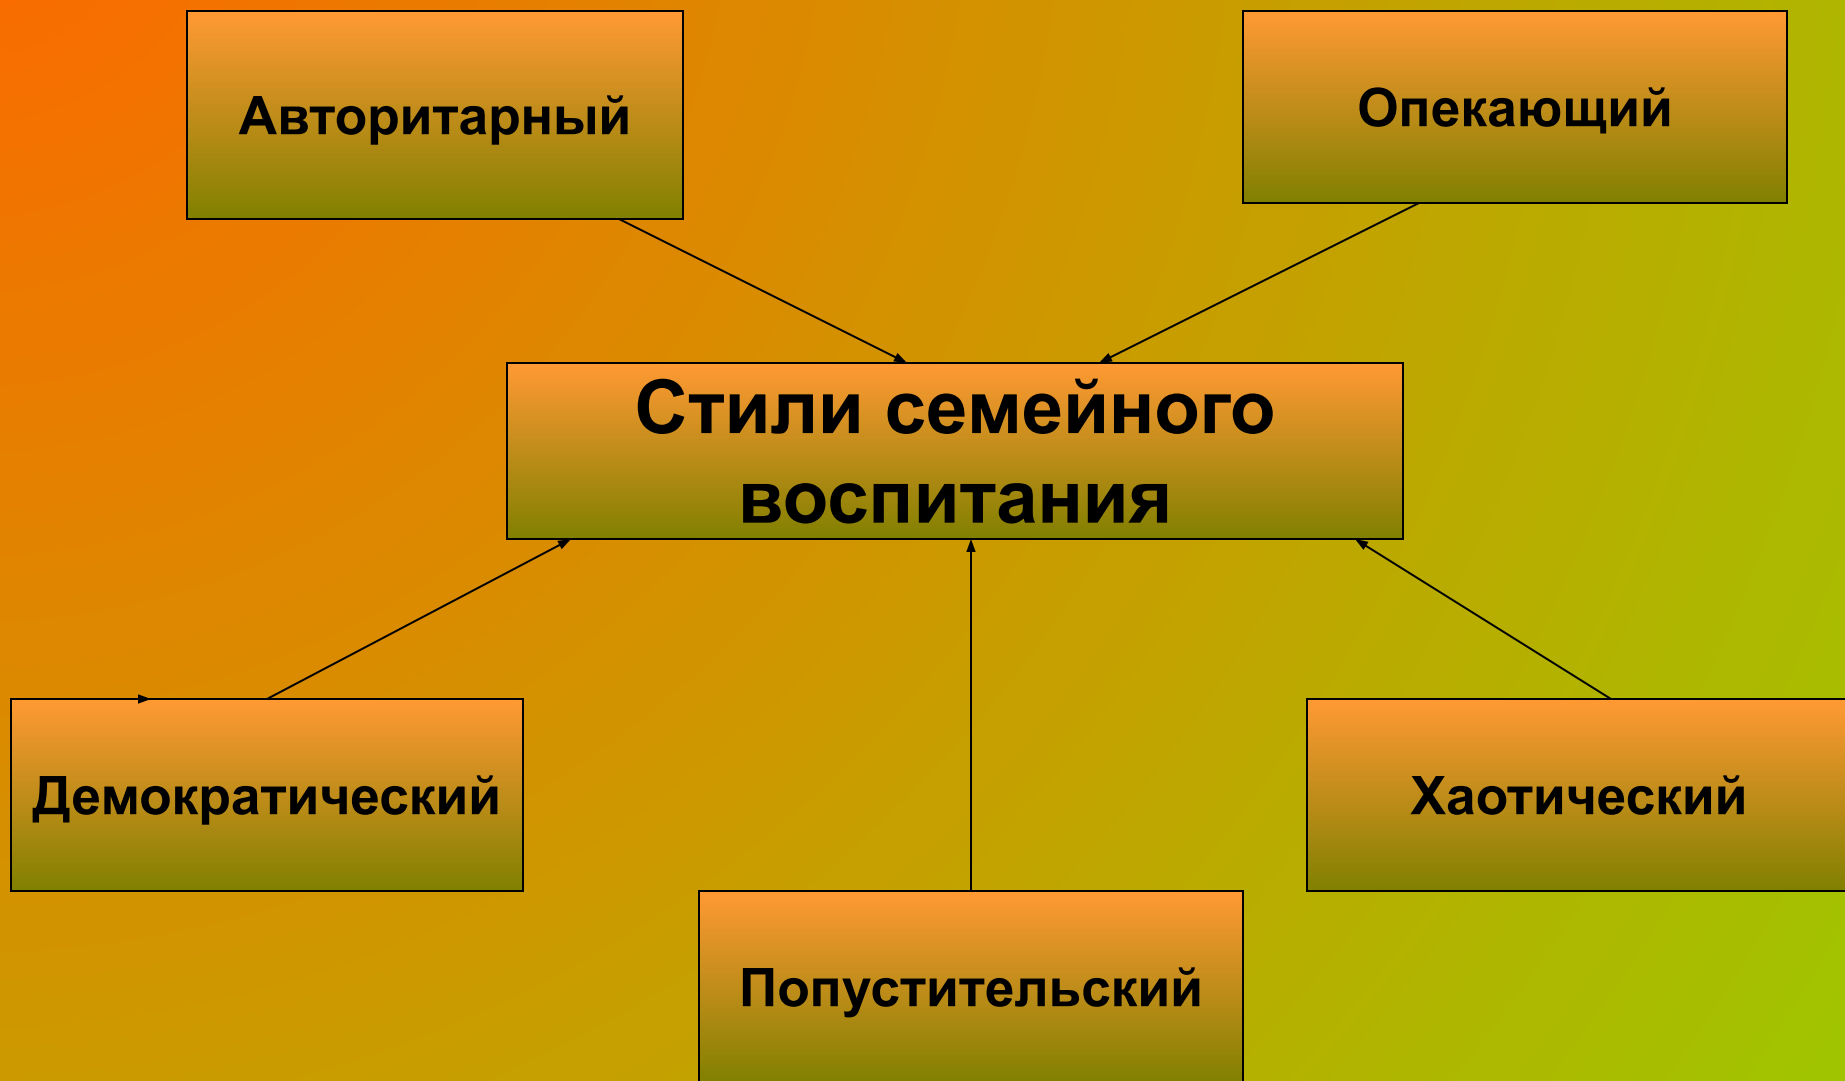 Авторитарный
Опекающий
Стили семейного
воспитания
Демократический
Хаотический
Попустительский